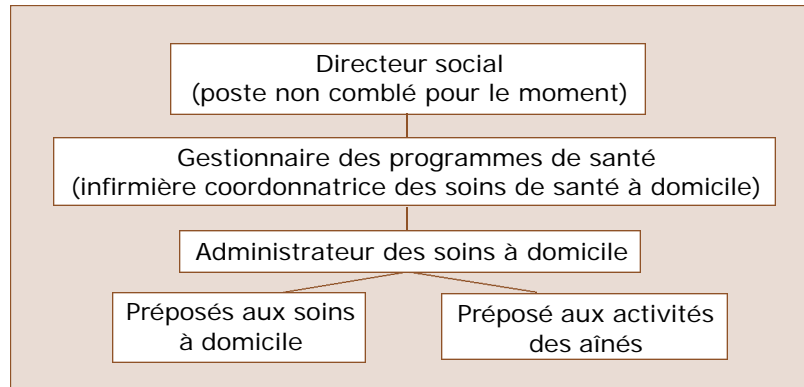 Directeur social
(poste non comblé pour le moment)
Gestionnaire des programmes de santé
(infirmière coordonnatrice des soins de santé à domicile)
Administrateur des soins à domicile
Préposés aux soins
à domicile
Préposé aux activités
des aînés